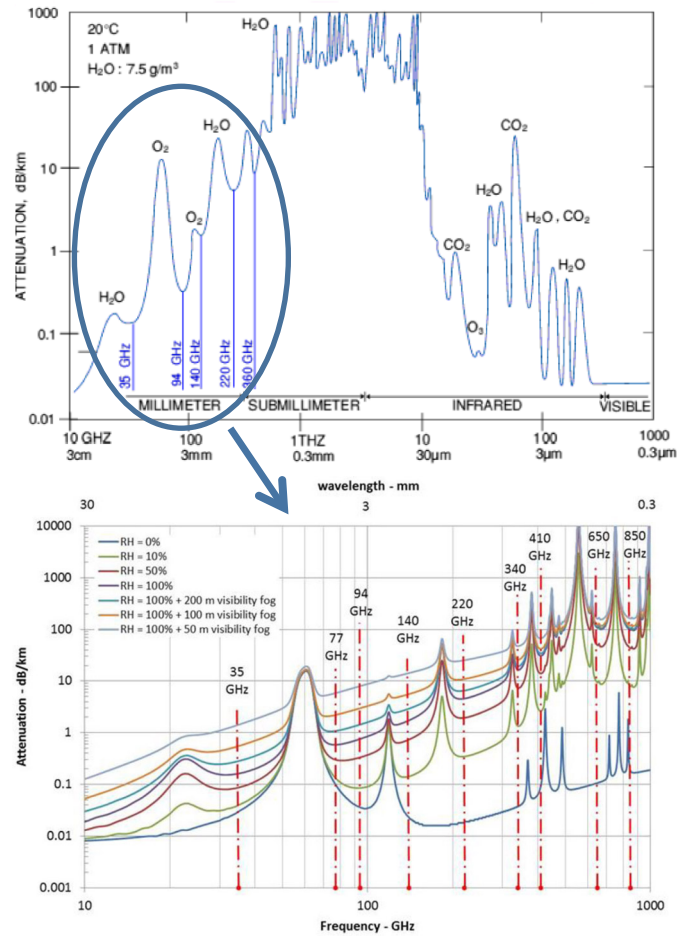 1000
100
10
1
0.1
0.01
ATTENUATION, dB/km
20°C
1 ATM
H₂O : 7.5 g/m³
H₂O
O₂
O₂
H₂O
H₂O
CO₂
O₃
H₂O
CO₂
H₂O , CO₂
H₂O
35 GHz
94 GHz
140 GHz
220 GHz
360 GHz
MILLIMETER
SUBMILLIMETER
INFRARED
VISIBLE
10 GHZ 100 1THZ 10 100 1000
3cm 3mm 0.3mm 30µm 3µm 0.3µm
wavelength - mm
30 3 0.3
10000
1000
100
10
1
0.1
0.01
0.001
Attenuation - dB/km
RH = 0%
RH = 10%
RH = 50%
RH = 100%
RH = 100% + 200 m visibility fog
RH = 100% + 100 m visibility fog
RH = 100% + 50 m visibility fog
35
GHz
77
GHz
94
GHz
140
GHz
220
GHz
340
GHz
410
GHz
650
GHz
850
GHz
10 100 1000
Frequency - GHz